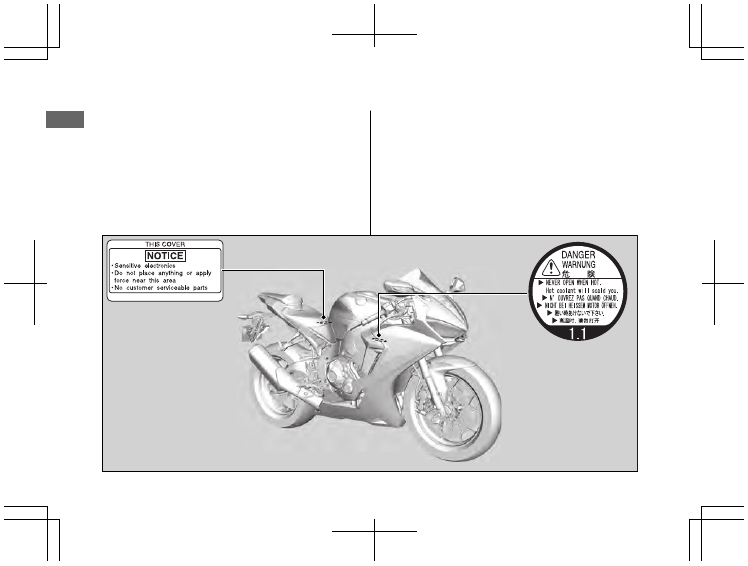 THIS COVER
NOTICE
・Sensitive electronics
・Do not place anything or apply
force near this area
・No customer serviceable parts
DANGER
WARNUNG
危 険
▶ NEVER OPEN WHEN HOT.
Hot coolant will scald you.
▶ N' OUVREZ PAS QUAND CHAUD.
▶ NICHT BEI HEISSEM MOTOR ÖFFNEN.
▶ 熱い時あけないで下さい.
▶ 高温时, 请勿打开
1.1